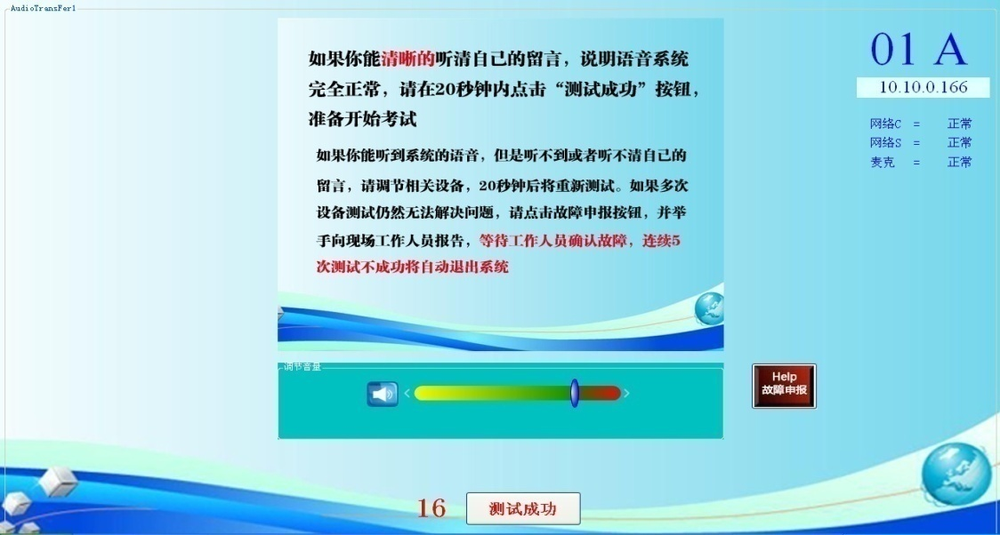 AudioTransFer1
如果你能清晰的听清自己的留言，说明语音系统
完全正常，请在20秒钟内点击“测试成功”按钮，
准备开始考试
如果你能听到系统的语音，但是听不到或者听不清自己的
留言，请调节相关设备，20秒钟后将重新测试。如果多次
设备测试仍然无法解决问题，请点击故障申报按钮，并举
手向现场工作人员报告，等待工作人员确认故障，连续5
次测试不成功将自动退出系统
01 A
10.10.0.166
网络C = 正常
网络S = 正常
麦克 = 正常
调节音量
Help
故障申报
16
测试成功